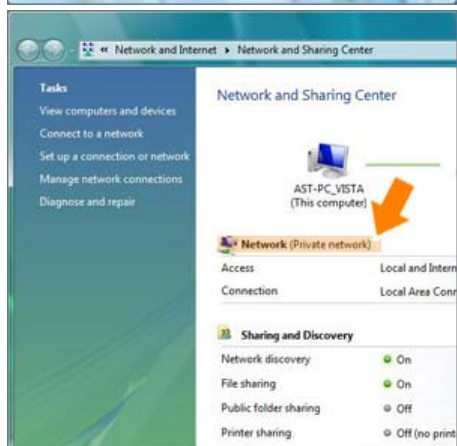 « Network and Internet ▸ Network and Sharing Center
Tasks
View computers and devices
Connect to a network
Set up a connection or network
Manage network connections
Diagnose and repair
Network and Sharing Center
AST-PC_VISTA
(This computer)
Network (Private network)
Access Local and Intern
Connection Local Area Conn
Sharing and Discovery
Network discovery On
File sharing On
Public folder sharing Off
Printer sharing Off (no print